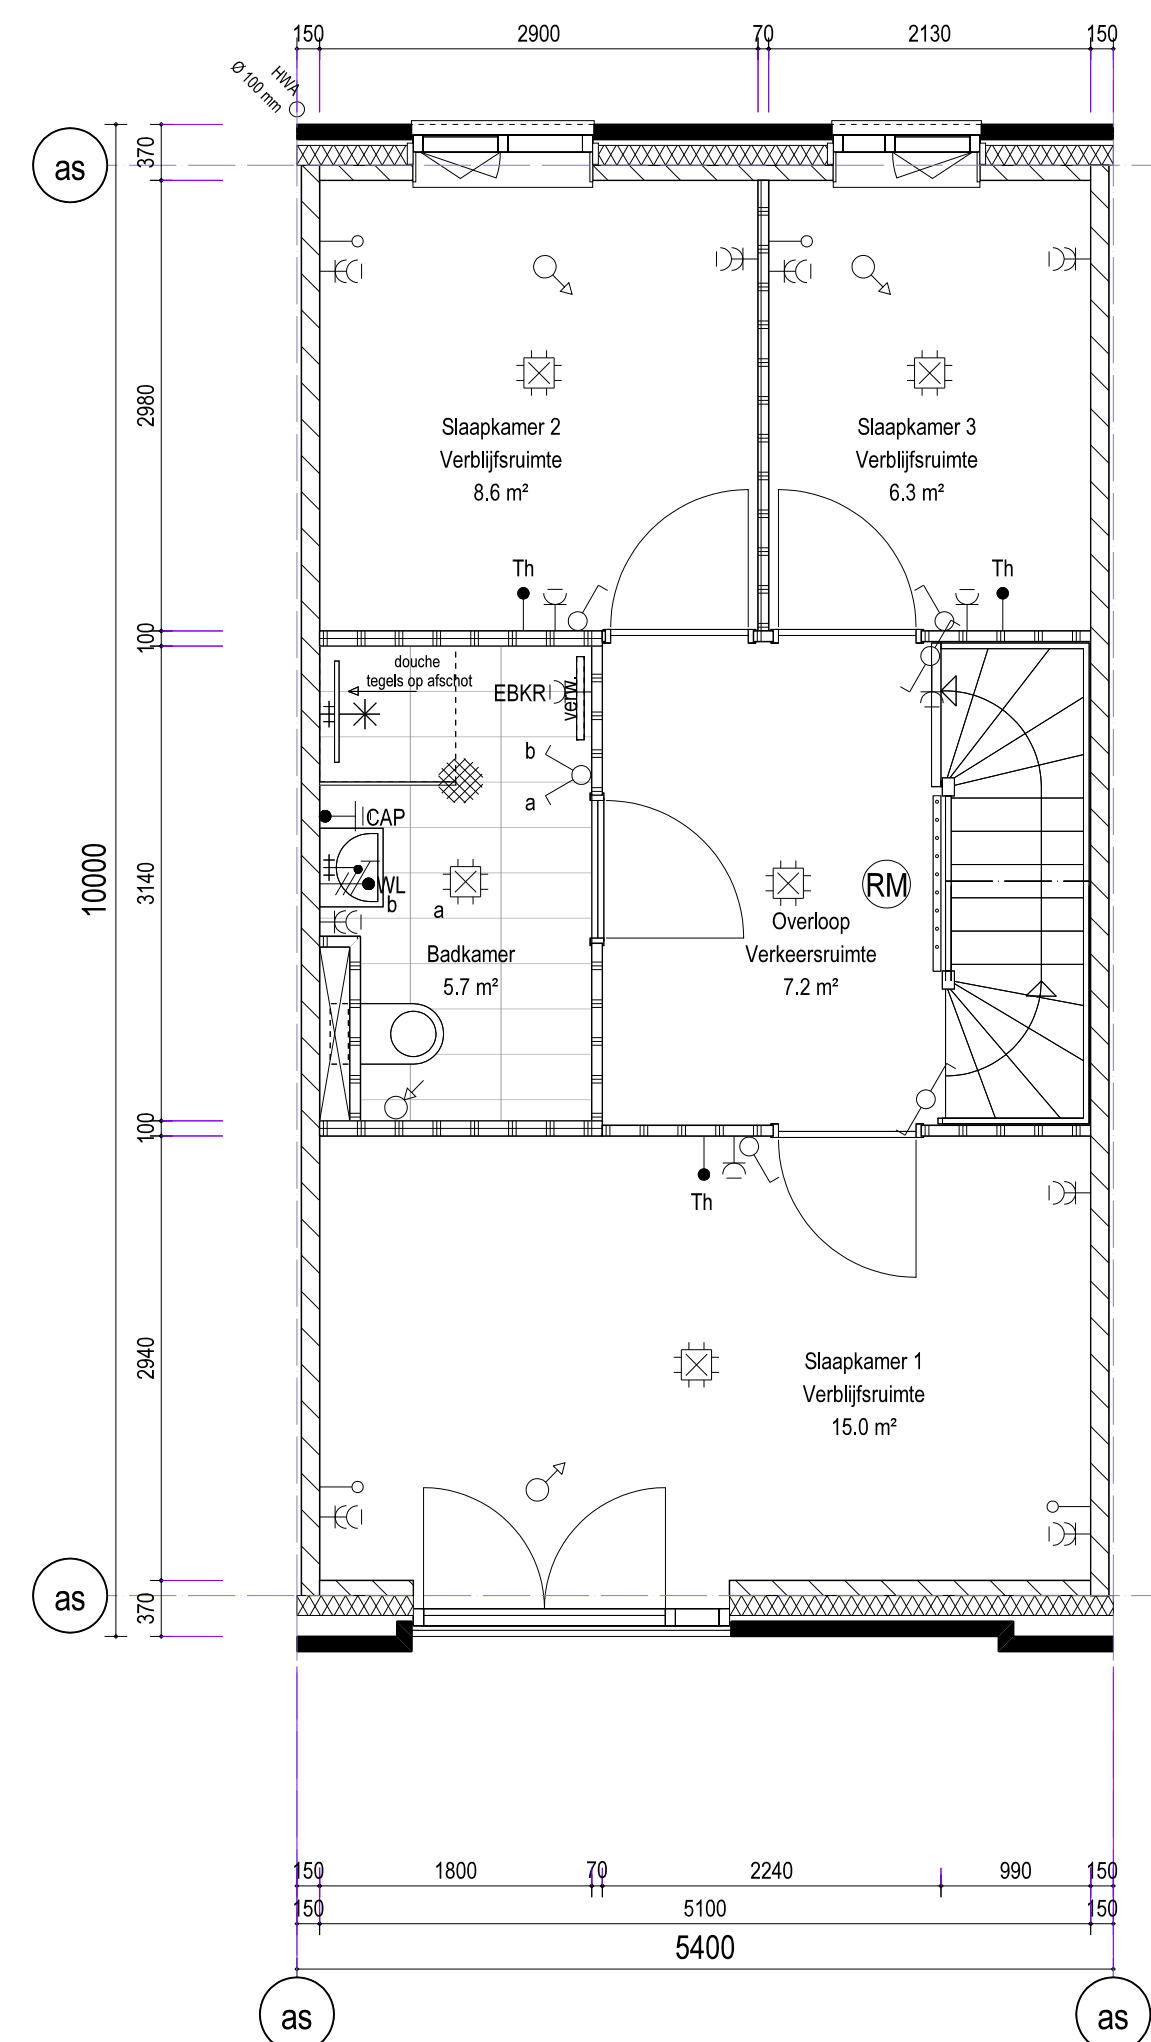 150 2900 70 2130 150
HWA
Ø 100 mm
as
370
2980
Slaapkamer 2
Verblijfsruimte
8.6 m²
Slaapkamer 3
Verblijfsruimte
6.3 m²
Th
Th
100
douche
tegels op afschot
EBKR
verw.
b
a
CAP
WL
b
a
10000
3140
RM
Overloop
Verkeersruimte
7.2 m²
Badkamer
5.7 m²
100
Th
2940
Slaapkamer 1
Verblijfsruimte
15.0 m²
as
370
150 1800 70 2240 990 150
150 5100 150
5400
as as